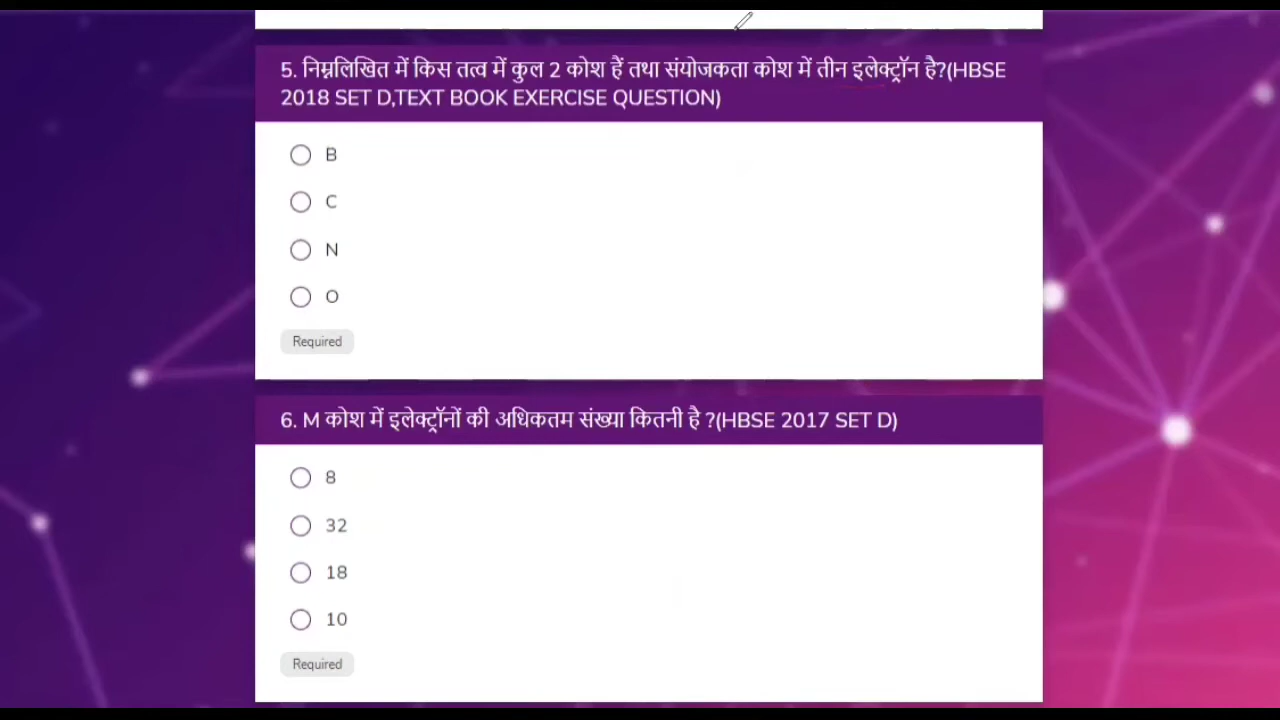 5. निम्नलिखित में किस तत्व में कुल 2 कोश हैं तथा संयोजकता कोश में तीन इलेक्ट्रॉन है?(HBSE
2018 SET D,TEXT BOOK EXERCISE QUESTION)
B
C
N
O
Required
6. M कोश में इलेक्ट्रॉनों की अधिकतम संख्या कितनी है ?(HBSE 2017 SET D)
8
32
18
10
Required